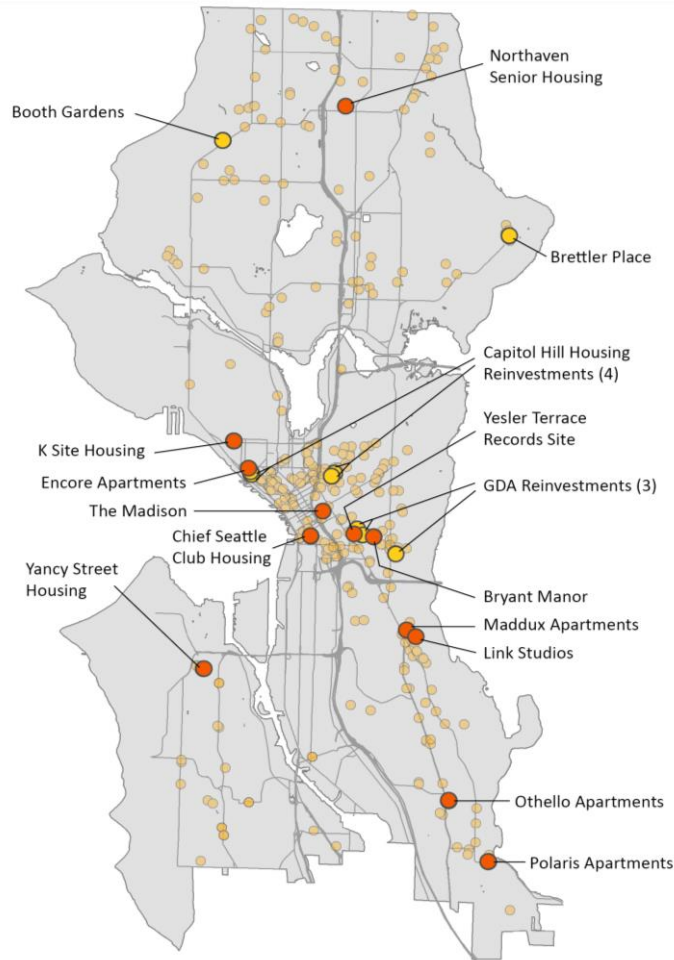 Northaven
Senior Housing
Booth Gardens
Brettler Place
Capitol Hill Housing
Reinvestments (4)
Yesler Terrace
Records Site
K Site Housing
Encore Apartments
GDA Reinvestments (3)
The Madison
Chief Seattle
Club Housing
Yancy Street
Housing
Bryant Manor
Maddux Apartments
Link Studios
Othello Apartments
Polaris Apartments